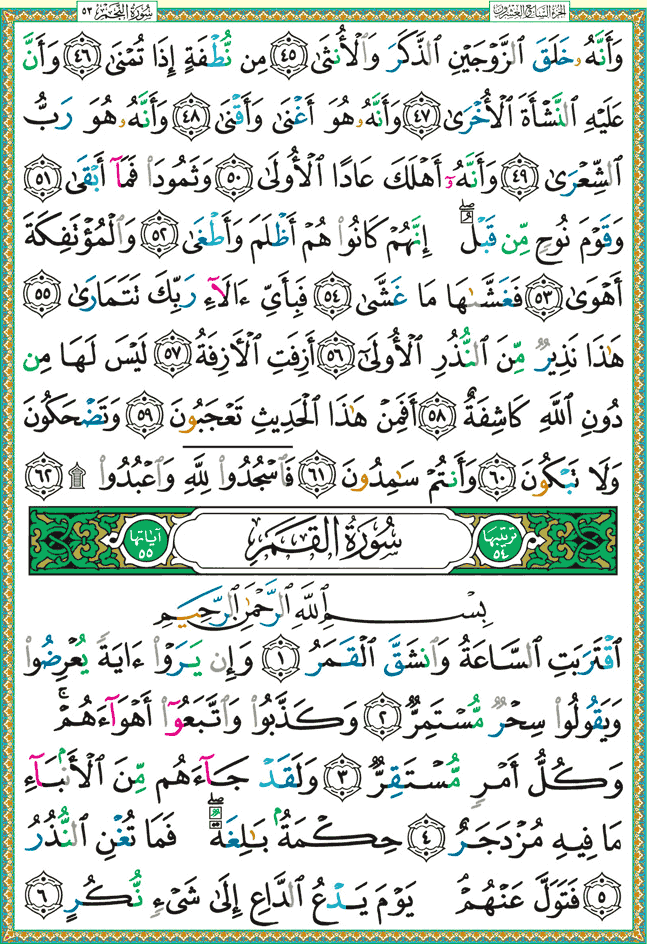 الجزء السابع والعشرون سورة النجم ٥٣
وَأَنَّهُۥ خَلَقَ ٱلزَّوۡجَيۡنِ ٱلذَّكَرَ وَٱلۡأُنثَىٰ ٤٥ مِن نُّطۡفَةٍ إِذَا تُمۡنَىٰ ٤٦ وَأَنَّ
عَلَيۡهِ ٱلنَّشۡأَةَ ٱلۡأُخۡرَىٰ ٤٧ وَأَنَّهُۥ هُوَ أَغۡنَىٰ وَأَقۡنَىٰ ٤٨ وَأَنَّهُۥ هُوَ رَبُّ
ٱلشِّعۡرَىٰ ٤٩ وَأَنَّهُۥٓ أَهۡلَكَ عَادًا ٱلۡأُولَىٰ ٥٠ وَثَمُودَاْ فَمَآ أَبۡقَىٰ ٥١
وَقَوۡمَ نُوحٖ مِّن قَبۡلُۖ إِنَّهُمۡ كَانُواْ هُمۡ أَظۡلَمَ وَأَطۡغَىٰ ٥٢ وَٱلۡمُؤۡتَفِكَةَ
أَهۡوَىٰ ٥٣ فَغَشَّىٰهَا مَا غَشَّىٰ ٥٤ فَبِأَيِّ ءَالَآءِ رَبِّكَ تَتَمَارَىٰ ٥٥
هَٰذَا نَذِيرٞ مِّنَ ٱلنُّذُرِ ٱلۡأُولَىٰٓ ٥٦ أَزِفَتِ ٱلۡأٓزِفَةُ ٥٧ لَيۡسَ لَهَا مِن
دُونِ ٱللَّهِ كَاشِفَةٌ ٥٨ أَفَمِنۡ هَٰذَا ٱلۡحَدِيثِ تَعۡجَبُونَ ٥٩ وَتَضۡحَكُونَ
وَلَا تَبۡكُونَ ٦٠ وَأَنتُمۡ سَٰمِدُونَ ٦١ فَٱسۡجُدُواْۤ لِلَّهِۤ وَٱعۡبُدُواْ ۩ ٦٢
ترتيبها ٥٤ سُورَةُ القَمَرِ آياتها ٥٥
بِسۡمِ ٱللَّهِ ٱلرَّحۡمَٰنِ ٱلرَّحِيمِ
ٱقۡتَرَبَتِ ٱلسَّاعَةُ وَٱنشَقَّ ٱلۡقَمَرُ ١ وَإِن يَرَوۡاْ ءَايَةٗ يُعۡرِضُواْ
وَيَقُولُواْ سِحۡرٞ مُّسۡتَمِرّٞ ٢ وَكَذَّبُواْ وَٱتَّبَعُوٓاْ أَهۡوَآءَهُمۡۚ
وَكُلُّ أَمۡرٖ مُّسۡتَقِرّٞ ٣ وَلَقَدۡ جَآءَهُم مِّنَ ٱلۡأَنۢبَآءِ
مَا فِيهِ مُزۡدَجَرٌ ٤ حِكۡمَةُۢ بَٰلِغَةٞۖ فَمَا تُغۡنِ ٱلنُّذُرُ
٥ فَتَوَلَّ عَنۡهُمۡۘ يَوۡمَ يَدۡعُ ٱلدَّاعِ إِلَىٰ شَيۡءٖ نُّكُرٍ ٦